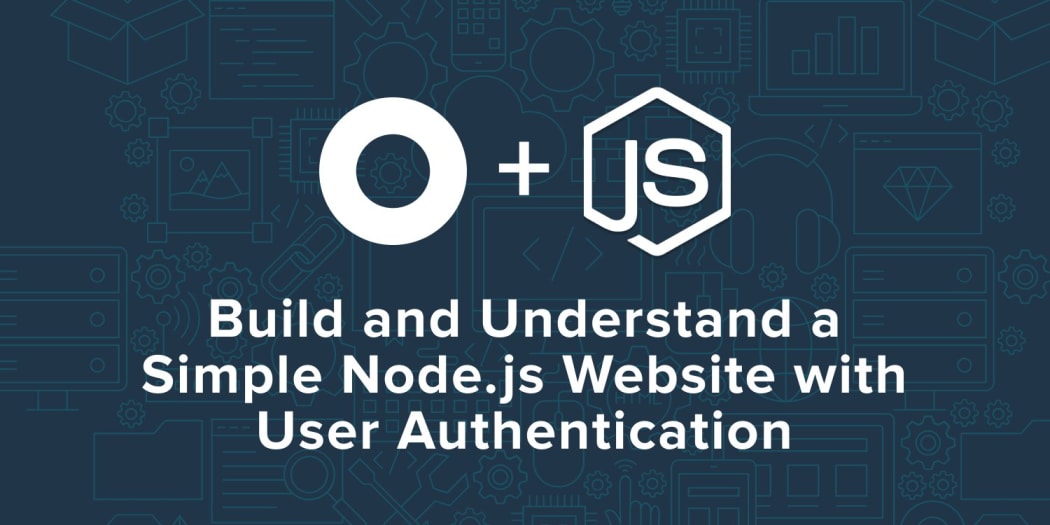 O + JS
Build and Understand a
Simple Node.js Website with
User Authentication